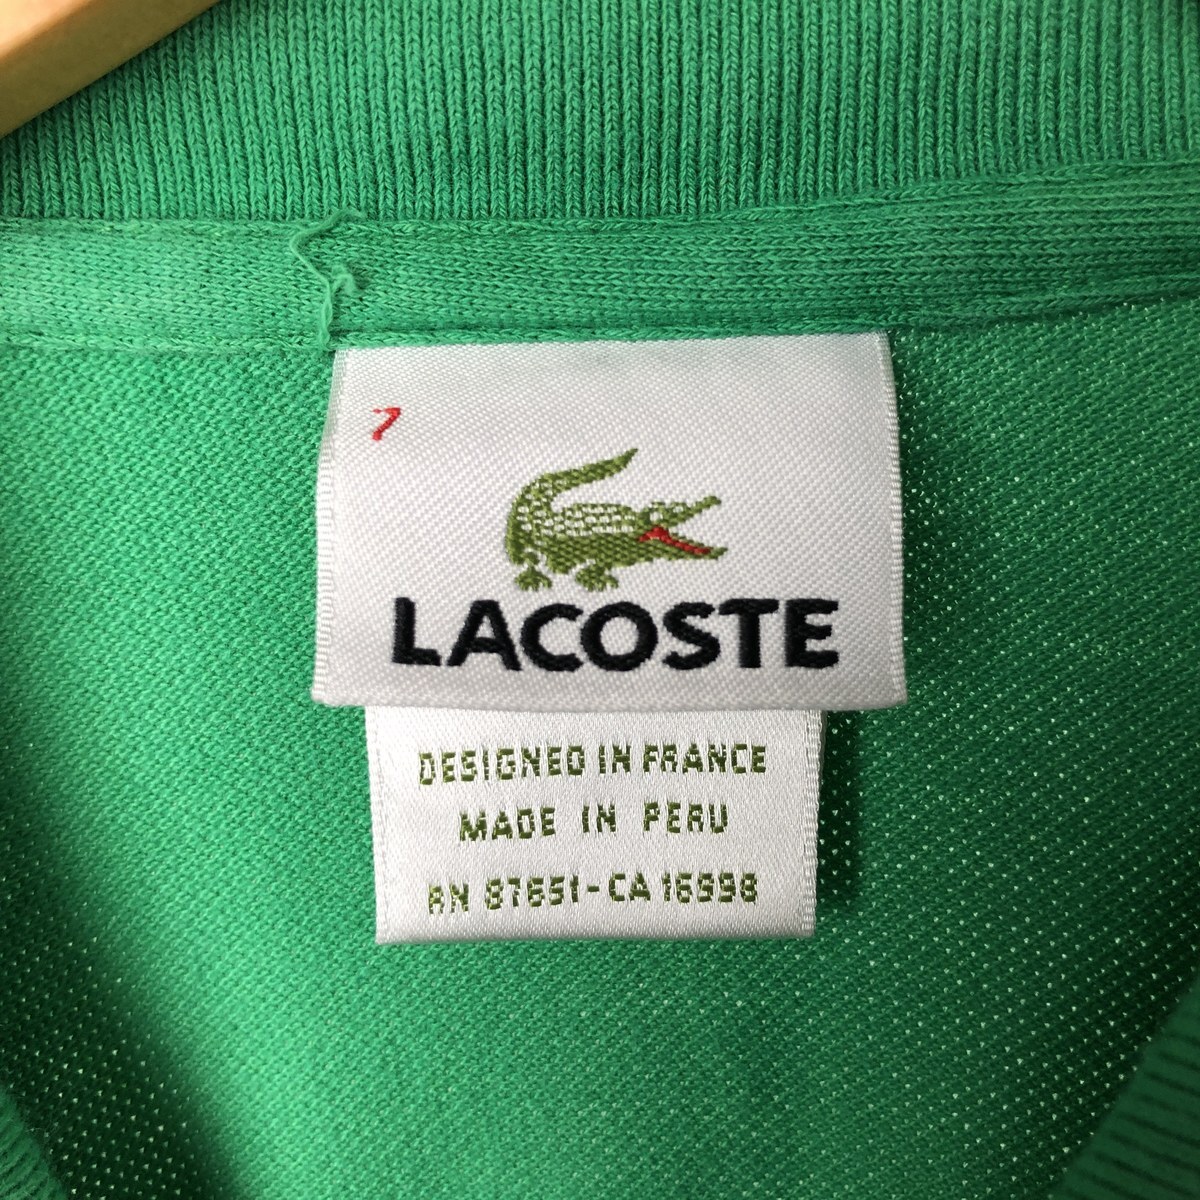 7
LACOSTE
DESIGNED IN FRANCE
MADE IN PERU
RN 87651-CA 16998